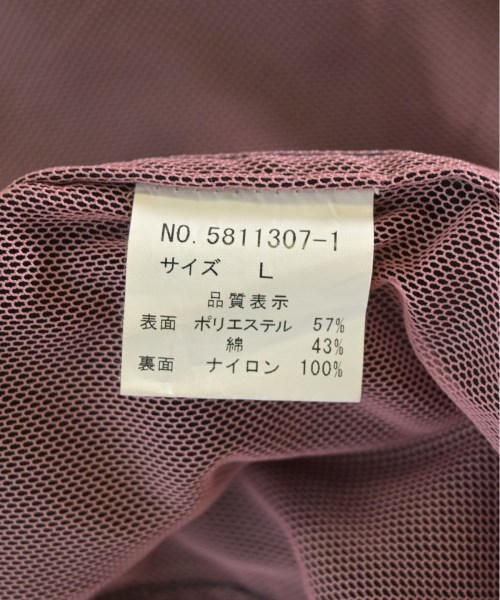 NO. 5811307-1
サイズ L
品質表示
表面 ポリエステル 57%
綿 43%
裏面 ナイロン 100%